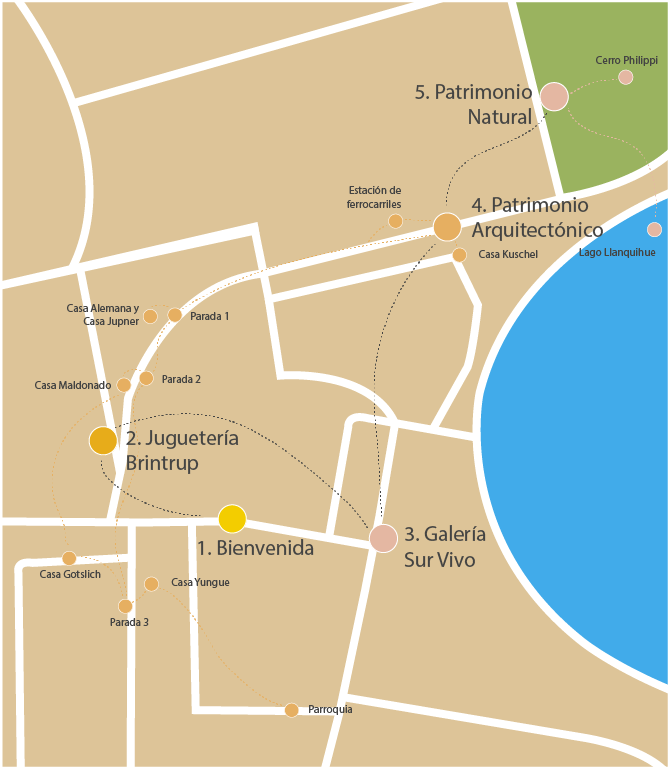 Cerro Philippi
5. Patrimonio
Natural
Estación de
ferrocarriles
4. Patrimonio
Arquitectónico
Casa Kuschel
Lago Llanquihue
Casa Alemana y
Casa Jupner
Parada 1
Parada 2
Casa Maldonado
2. Juguetería
Brintrup
1. Bienvenida
3. Galería
Sur Vivo
Casa Gotslich
Casa Yungue
Parada 3
Parroquia